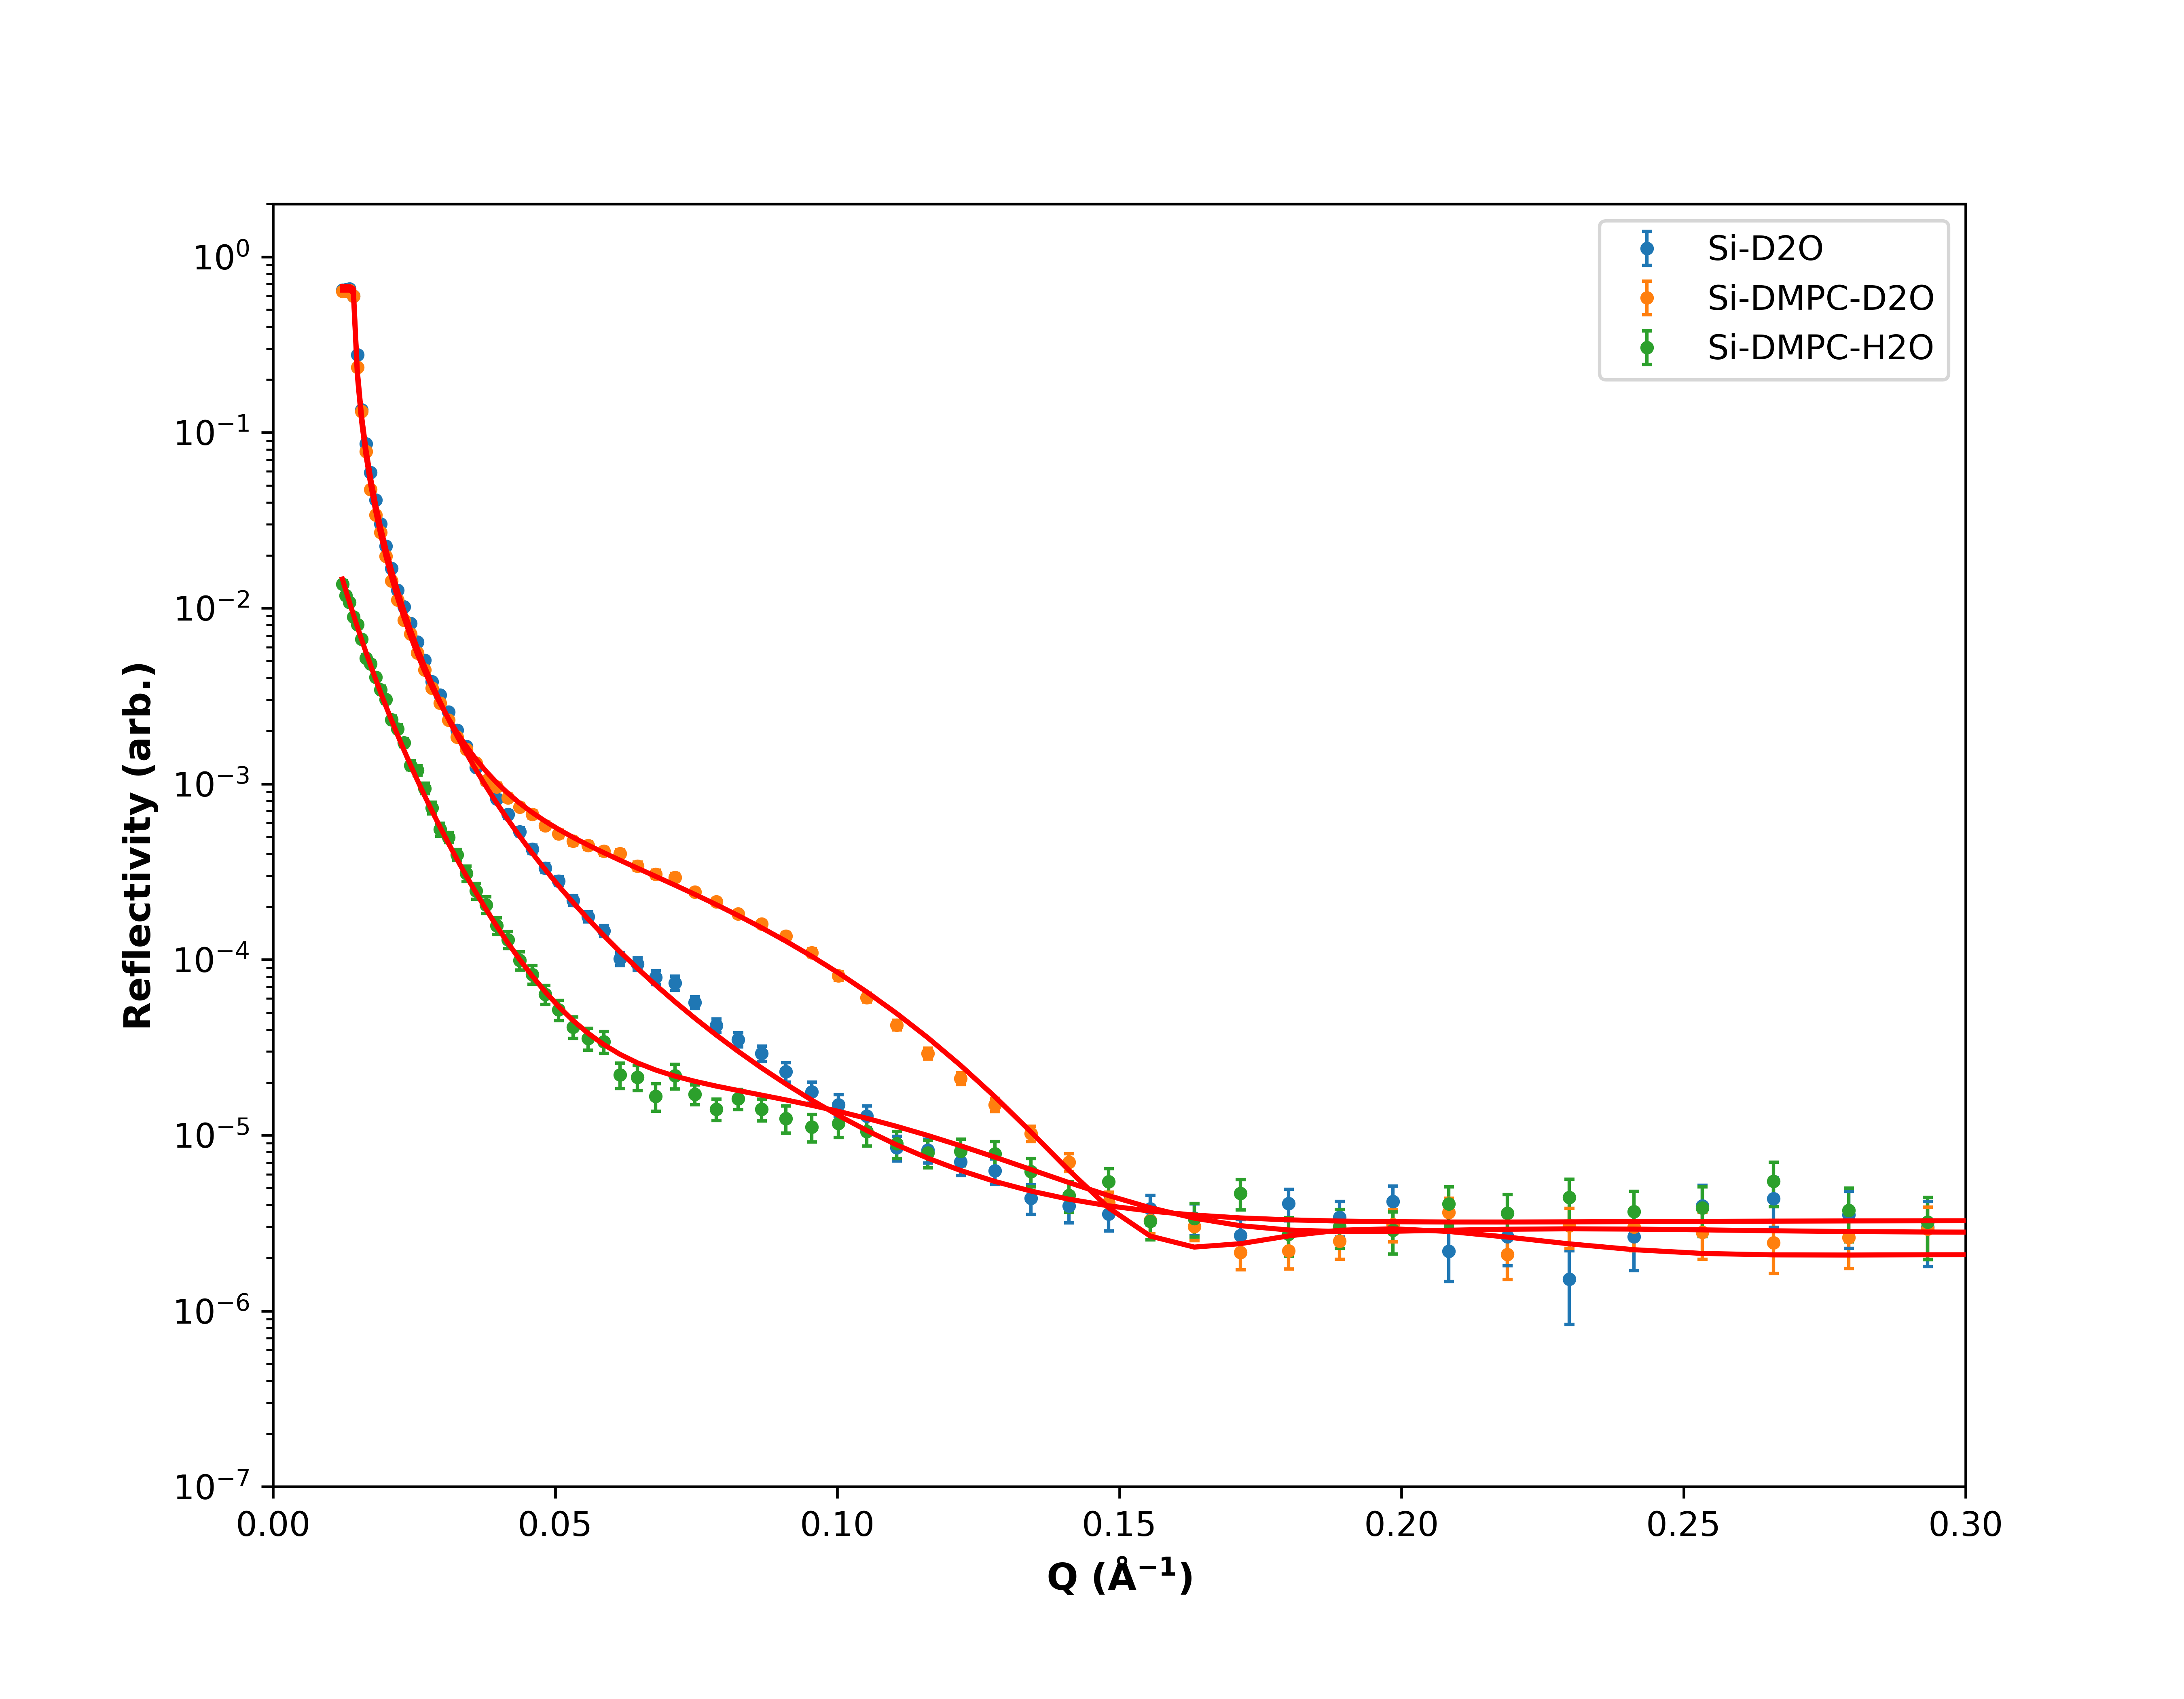 Si-D2O
Si-DMPC-D2O
Si-DMPC-H2O
10⁰
10⁻¹
10⁻²
10⁻³
10⁻⁴
10⁻⁵
10⁻⁶
10⁻⁷
Reflectivity (arb.)
0.00 0.05 0.10 0.15 0.20 0.25 0.30
Q (Å⁻¹)